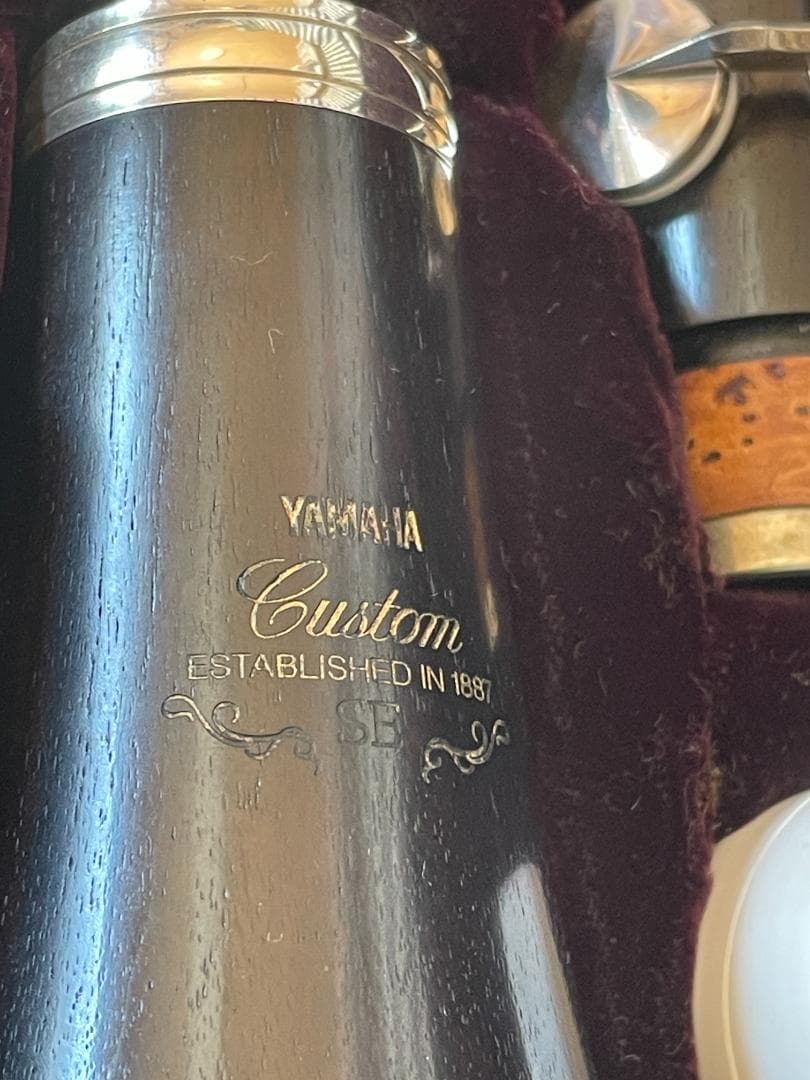 YAMAHA
Custom
ESTABLISHED IN 1887
SE